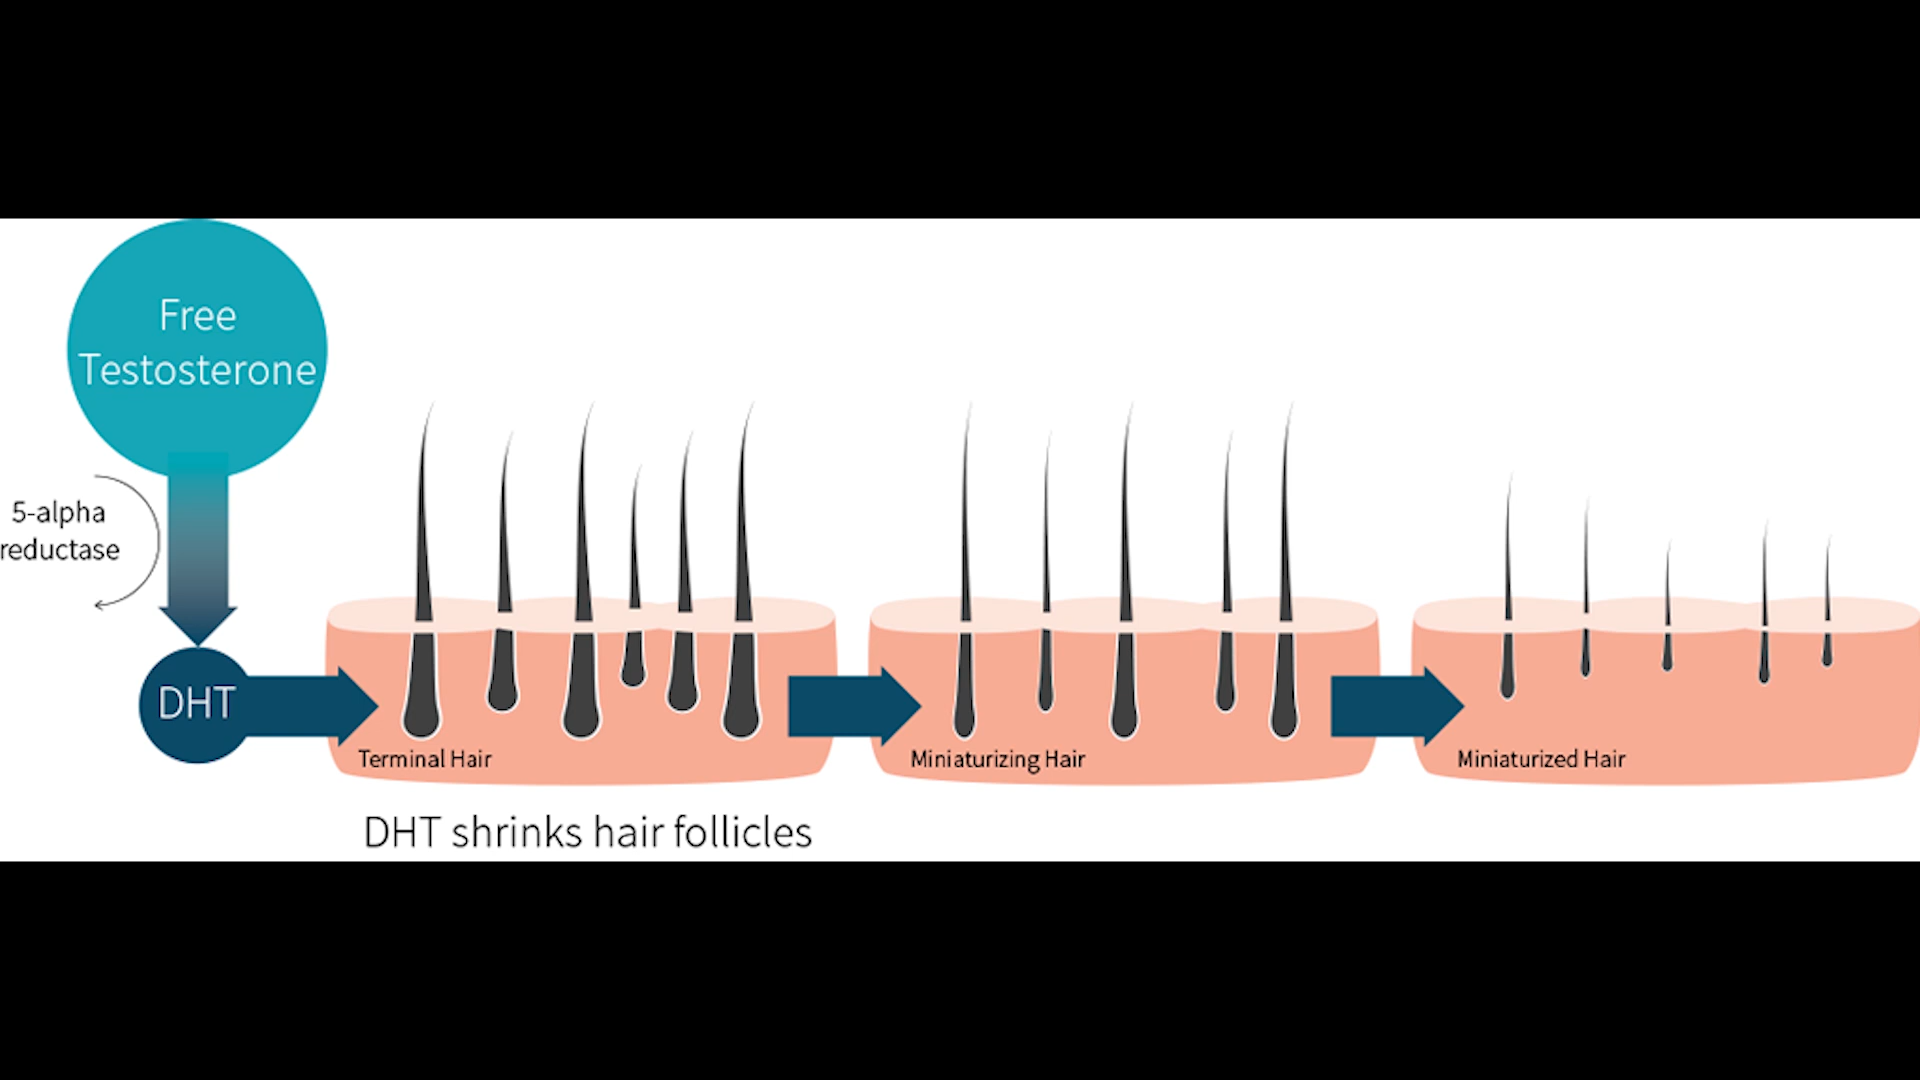 Free
Testosterone
5-alpha
reductase
DHT
Terminal Hair
Miniaturizing Hair
Miniaturized Hair
DHT shrinks hair follicles